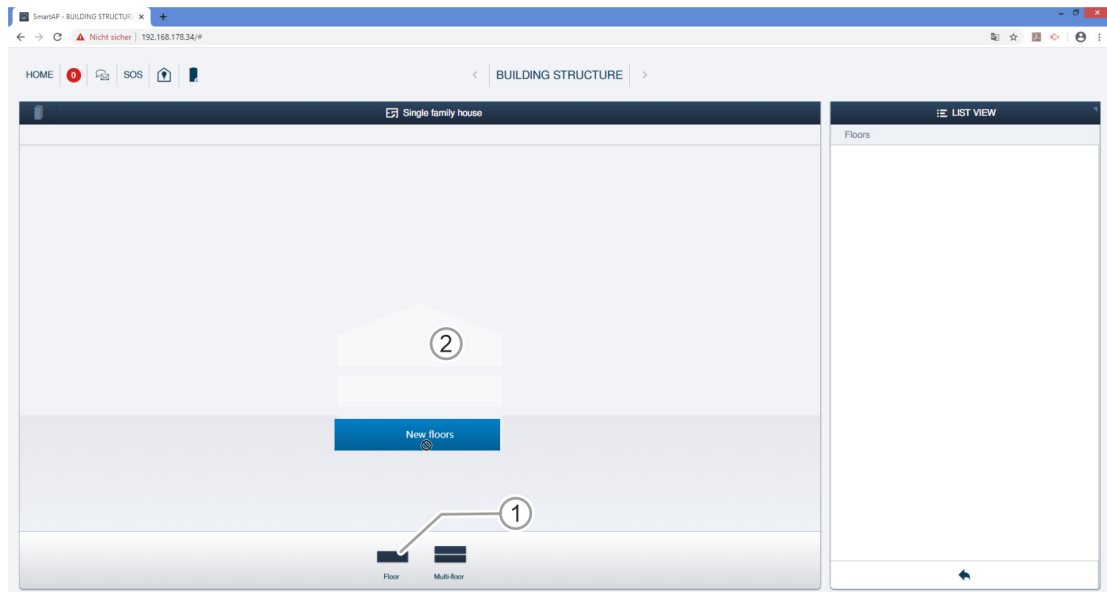 SmartAP - BUILDING STRUCTUR
Nicht sicher | 192.168.178.34/#
HOME 0 SOS
BUILDING STRUCTURE
Single family house
LIST VIEW
Floors
2
New floors
1
Floor Multi-floor